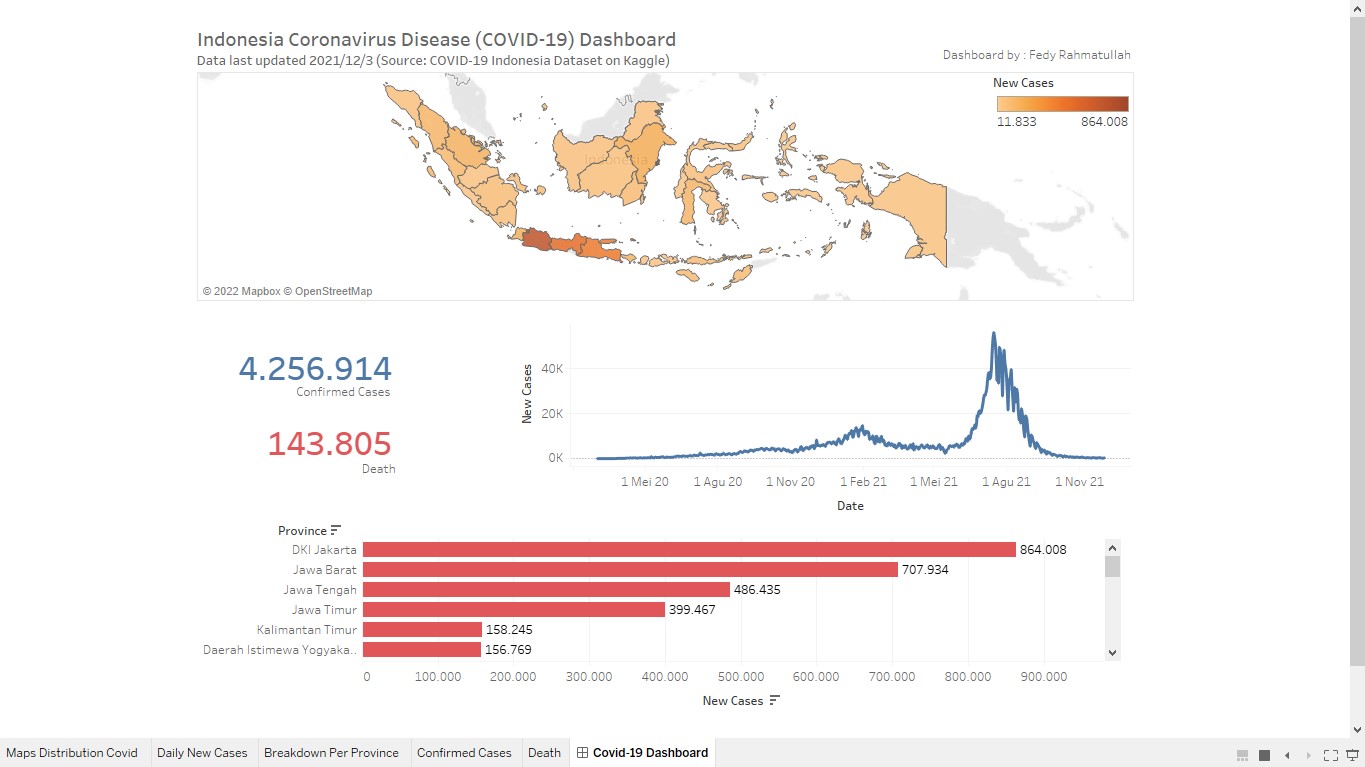 Indonesia Coronavirus Disease (COVID-19) Dashboard
Data last updated 2021/12/3 (Source: COVID-19 Indonesia Dataset on Kaggle)
Dashboard by : Fedy Rahmatullah
New Cases
11.833 864.008
Indonesia
© 2022 Mapbox © OpenStreetMap
4.256.914
Confirmed Cases
143.805
Death
New Cases
40K
20K
0K
1 Mei 20 1 Agu 20 1 Nov 20 1 Feb 21 1 Mei 21 1 Agu 21 1 Nov 21
Date
Province
DKI Jakarta 864.008
Jawa Barat 707.934
Jawa Tengah 486.435
Jawa Timur 399.467
Kalimantan Timur 158.245
Daerah Istimewa Yogyaka.. 156.769
0 100.000 200.000 300.000 400.000 500.000 600.000 700.000 800.000 900.000
New Cases
Maps Distribution Covid Daily New Cases Breakdown Per Province Confirmed Cases Death Covid-19 Dashboard